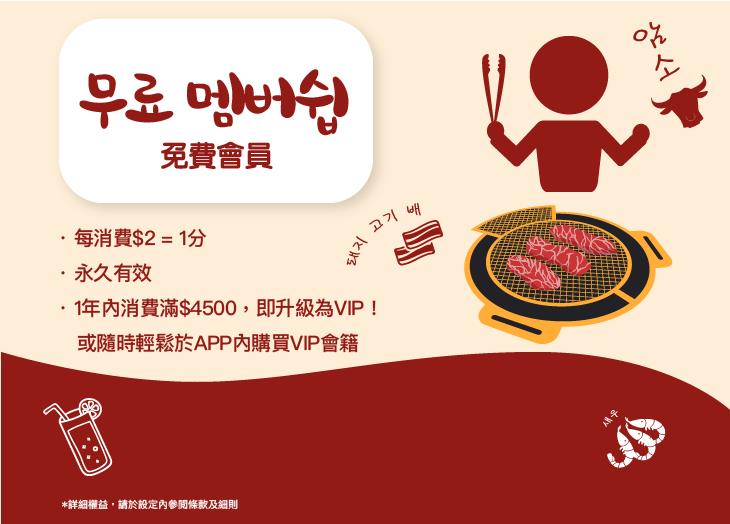 무료 멤버쉽
免費會員
암소
돼지 고기 배
· 每消費$2 = 1分
· 永久有效
· 1年內消費滿$4500，即升級為VIP！
或隨時輕鬆於APP內購買VIP會籍
새우
*詳細權益，請於設定內參閱條款及細則